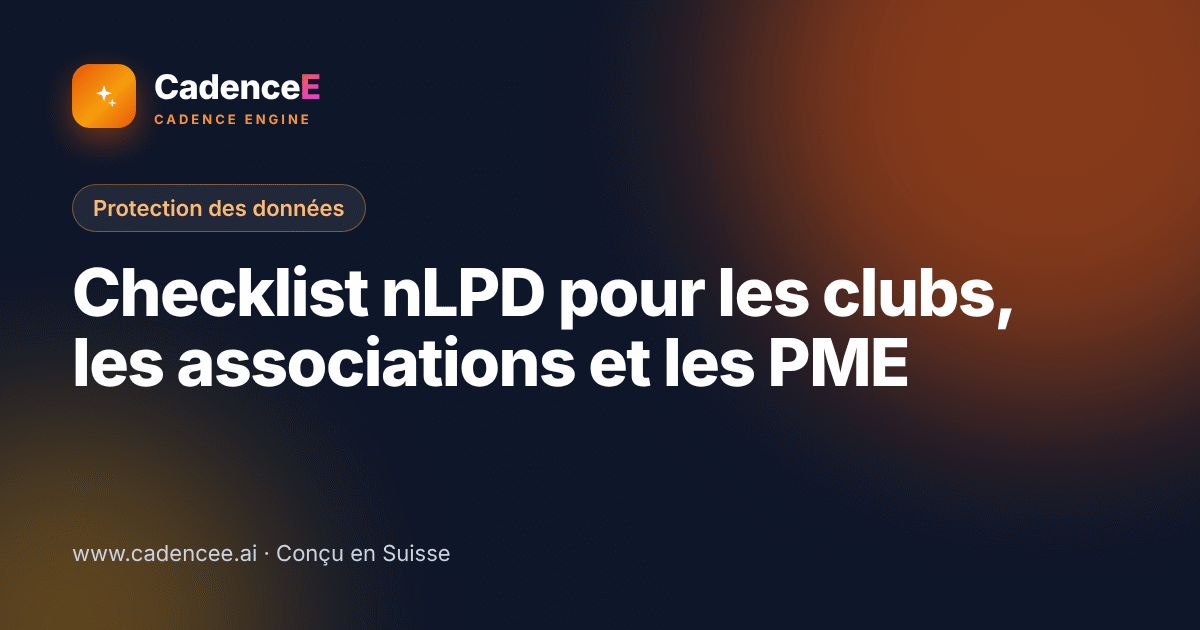 CadenceE
CADENCE ENGINE
Protection des données
Checklist nLPD pour les clubs,
les associations et les PME
www.cadencee.ai · Conçu en Suisse